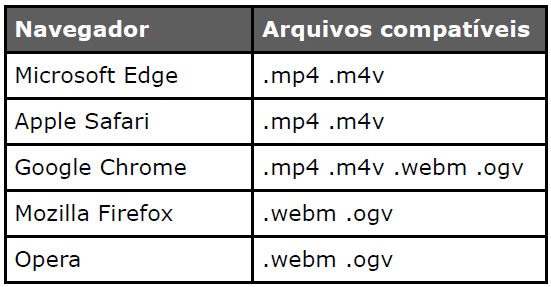 Navegador Arquivos compatíveis
Microsoft Edge .mp4 .m4v
Apple Safari .mp4 .m4v
Google Chrome .mp4 .m4v .webm .ogv
Mozilla Firefox .webm .ogv
Opera .webm .ogv